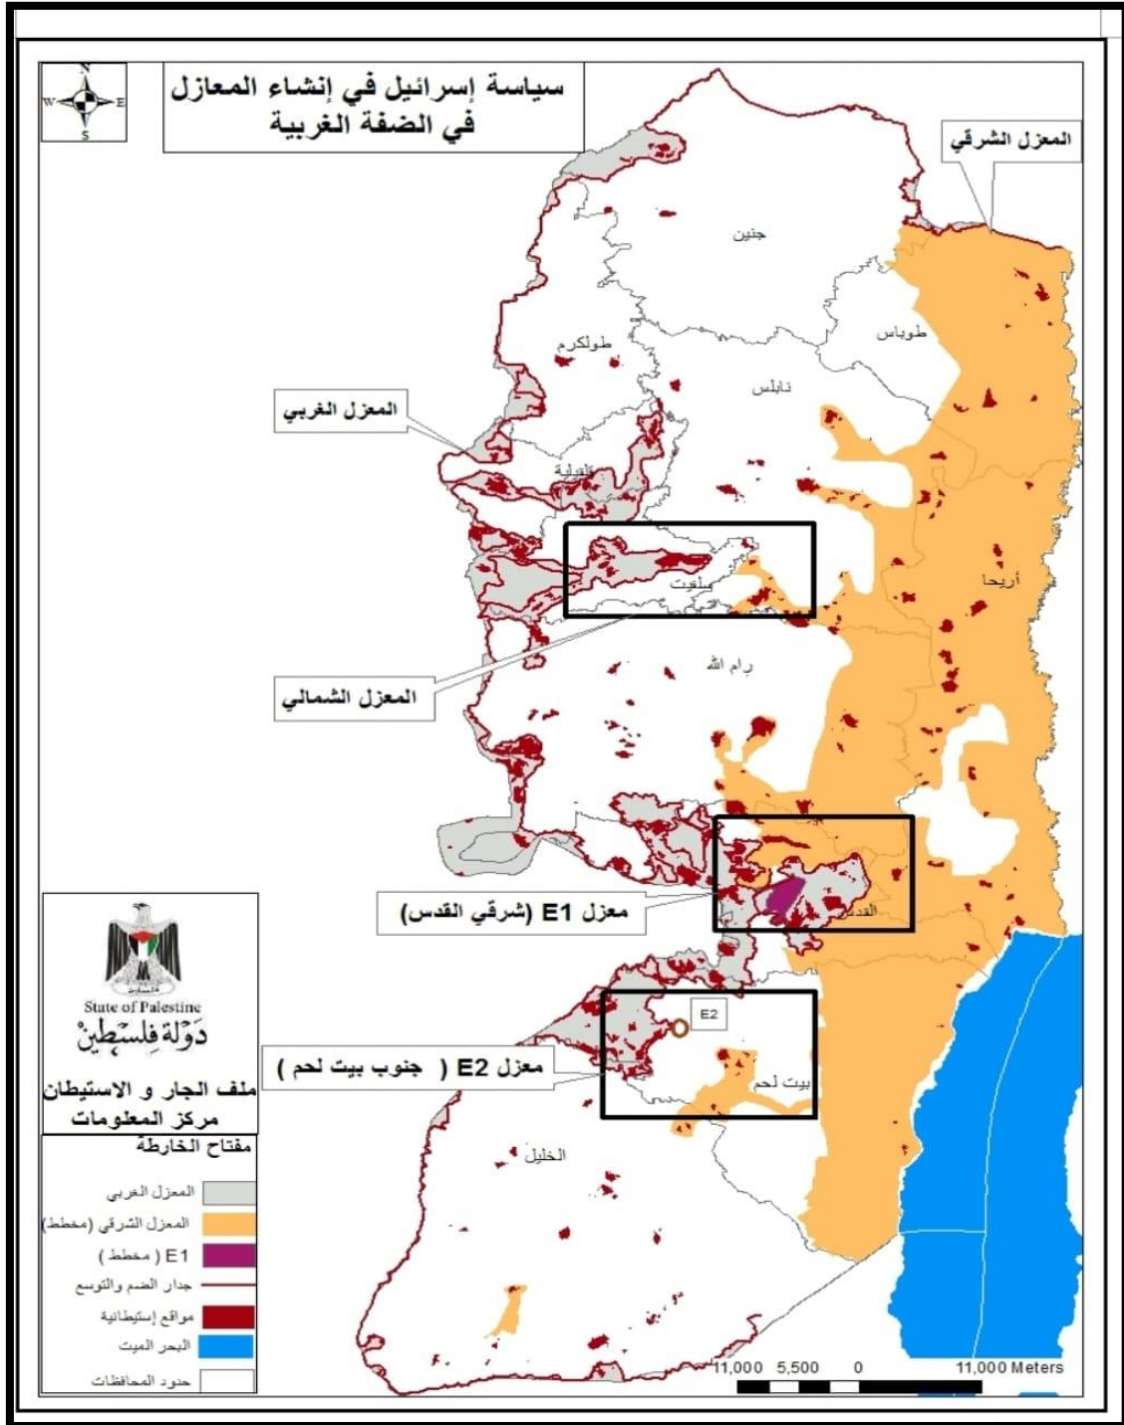 سياسة إسرائيل في إنشاء المعازل
في الضفة الغربية
N
W E
S
المعزل الشرقي
جنين
طوباس
طولكرم
نابلس
المعزل الغربي
قلقيلية
سلفيت
أريحا
رام الله
المعزل الشمالي
معزل E1 (شرقي القدس)
القدس
E2
معزل E2 ( جنوب بيت لحم )
بيت لحم
الخليل
State of Palestine
دولة فلسطين
ملف الجار و الاستيطان
مركز المعلومات
مفتاح الخارطة
المعزل الغربي
المعزل الشرقي (مخطط)
E1 ( مخطط )
جدار الضم والتوسع
مواقع إستيطانية
البحر الميت
حدود المحافظات
11,000 5,500 0 11,000 Meters